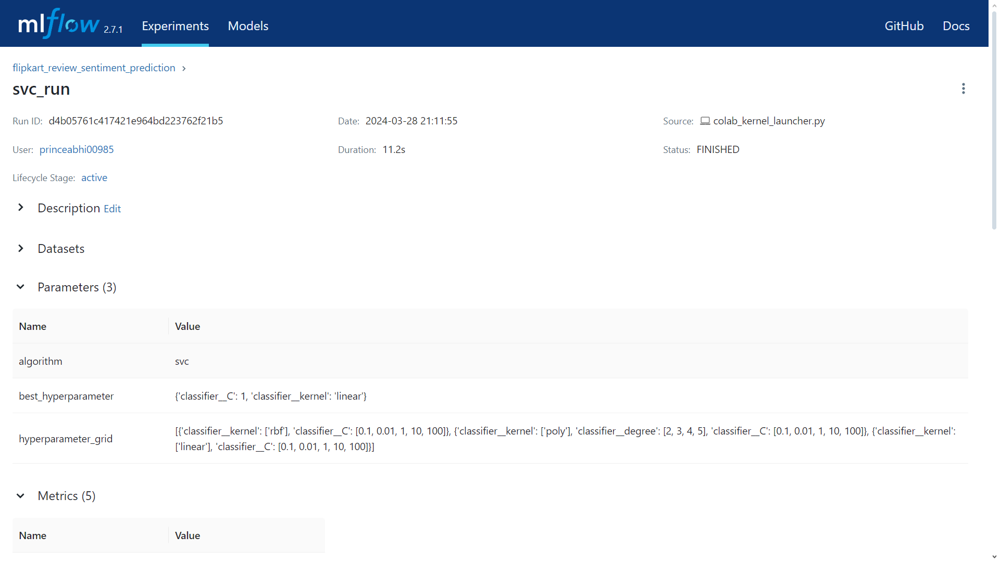 mlflow 2.7.1 Experiments Models GitHub Docs
flipkart_review_sentiment_prediction
svc_run
Run ID: d4b05761c417421e964bd223762f21b5 Date: 2024-03-28 21:11:55 Source: colab_kernel_launcher.py
User: princeabhi00985 Duration: 11.2s Status: FINISHED
Lifecycle Stage: active
Description Edit
Datasets
Parameters (3)
Name Value
algorithm svc
best_hyperparameter {'classifier__C': 1, 'classifier__kernel': 'linear'}
hyperparameter_grid [{'classifier__kernel': ['rbf'], 'classifier__C': [0.1, 0.01, 1, 10, 100]}, {'classifier__kernel': ['poly'], 'classifier__degree': [2, 3, 4, 5], 'classifier__C': [0.1, 0.01, 1, 10, 100]}, {'classifier__kernel':
['linear'], 'classifier__C': [0.1, 0.01, 1, 10, 100]}]
Metrics (5)
Name Value